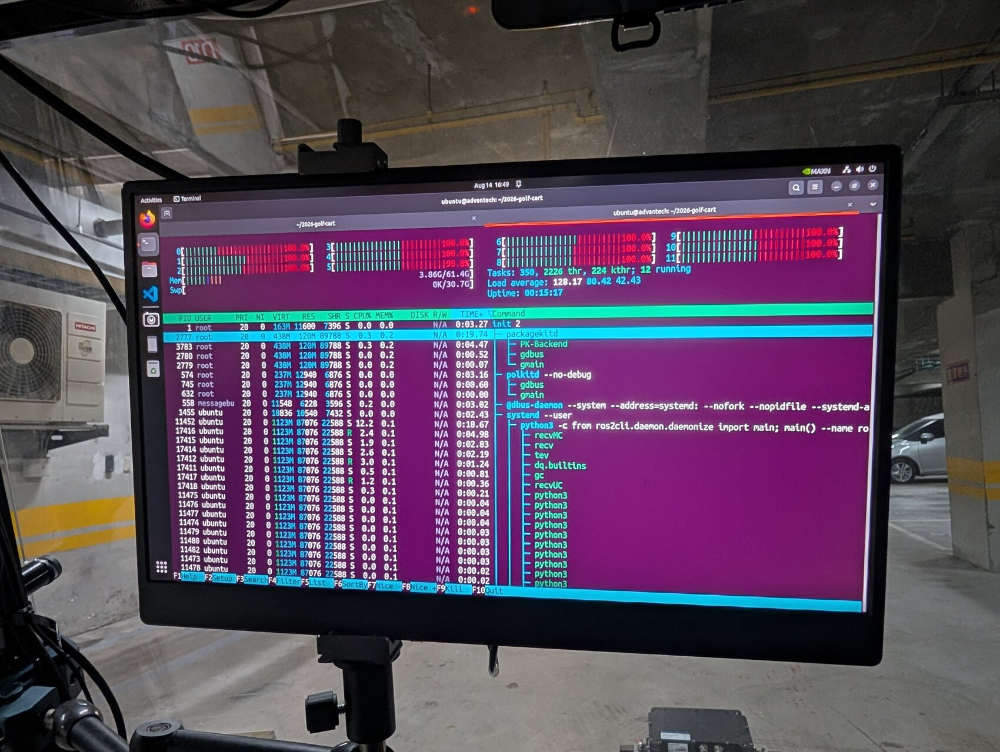 010
MAXN
Aug 14 16:49
Activities
Terminal
ubuntu@advantech: ~/2026-golf-cart
~/2026-golf-cart
ubuntu@advantech: ~/2026-golf-cart
0[100.0%] 3[100.0%] 6[100.0%] 9[100.0%]
1[100.0%] 4[100.0%] 7[100.0%] 10[100.0%]
2[100.0%] 5[99.8%] 8[100.0%] 11[100.0%]
Mem[3.86G/61.4G] Tasks: 350, 2226 thr, 224 kthr; 12 running
Swp[0K/30.7G] Load average: 128.17 80.42 42.43
Uptime: 00:15:17
PID USER PRI NI VIRT RES SHR S CPU% MEM% DISK R/W TIME+ ▽Command
1 root 20 0 163M 11600 7396 S 0.0 0.0 N/A 0:03.27 init 2
2777 root 20 0 438M 120M 89788 S 0.3 0.2 N/A 0:19.74 packagekitd
3783 root 20 0 438M 120M 89788 S 0.3 0.2 N/A 0:04.47 PK-Backend
2780 root 20 0 438M 120M 89788 S 0.0 0.2 N/A 0:00.52 gdbus
2779 root 20 0 438M 120M 89788 S 0.0 0.2 N/A 0:00.07 gmain
574 root 20 0 237M 12940 6876 S 0.0 0.0 N/A 0:03.16 polkitd --no-debug
745 root 20 0 237M 12940 6876 S 0.0 0.0 N/A 0:00.60 gdbus
632 root 20 0 237M 12940 6876 S 0.0 0.0 N/A 0:00.00 gmain
558 messagebu 20 0 11548 6228 3596 S 0.2 0.0 N/A 0:03.02 @dbus-daemon --system --address=systemd: --nofork --nopidfile --systemd-a
1455 ubuntu 20 0 18836 10540 7432 S 0.0 0.0 N/A 0:02.43 systemd --user
11452 ubuntu 20 0 1123M 87076 22588 S 12.2 0.1 N/A 0:18.67 python3 -c from ros2cli.daemon.daemonize import main; main() --name ro
17416 ubuntu 20 0 1123M 87076 22588 R 2.4 0.1 N/A 0:04.98 recvMC
17415 ubuntu 20 0 1123M 87076 22588 S 1.9 0.1 N/A 0:02.83 recv
17414 ubuntu 20 0 1123M 87076 22588 S 2.6 0.1 N/A 0:02.19 tev
17412 ubuntu 20 0 1123M 87076 22588 R 3.0 0.1 N/A 0:01.24 dq.builtins
17411 ubuntu 20 0 1123M 87076 22588 S 0.5 0.1 N/A 0:00.81 gc
17417 ubuntu 20 0 1123M 87076 22588 R 1.2 0.1 N/A 0:00.36 recvUC
17418 ubuntu 20 0 1123M 87076 22588 S 0.3 0.1 N/A 0:00.21 python3
11475 ubuntu 20 0 1123M 87076 22588 S 0.0 0.1 N/A 0:00.04 python3
11476 ubuntu 20 0 1123M 87076 22588 S 0.0 0.1 N/A 0:00.04 python3
11477 ubuntu 20 0 1123M 87076 22588 S 0.0 0.1 N/A 0:00.04 python3
11474 ubuntu 20 0 1123M 87076 22588 S 0.0 0.1 N/A 0:00.03 python3
11479 ubuntu 20 0 1123M 87076 22588 S 0.0 0.1 N/A 0:00.03 python3
11480 ubuntu 20 0 1123M 87076 22588 S 0.0 0.1 N/A 0:00.03 python3
11482 ubuntu 20 0 1123M 87076 22588 S 0.0 0.1 N/A 0:00.03 python3
11473 ubuntu 20 0 1123M 87076 22588 S 0.0 0.1 N/A 0:00.02 python3
11478 ubuntu 20 0 1123M 87076 22588 S 0.0 0.1 N/A 0:00.02 python3
F1Help F2Setup F3SearchF4FilterF5List F6SortByF7Nice -F8Nice +F9Kill F10Quit
HITACHI